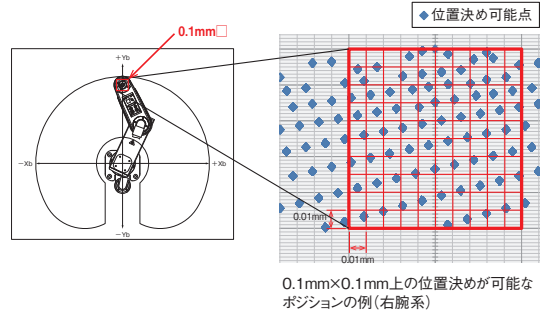 ◆位置決め可能点
0.1mm□
+Yb
−Xb
+Xb
−Yb
0.01mm
0.01mm
0.1mm×0.1mm上の位置決めが可能な
ポジションの例(右腕系)